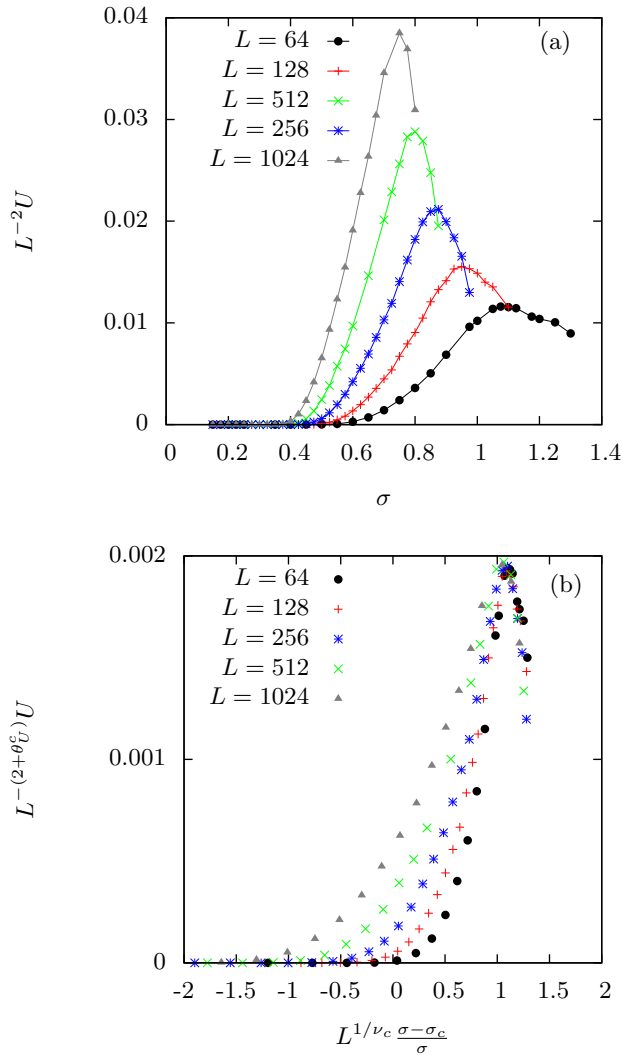 0.04
0.03
0.02
0.01
0
L^{-2}U
(a)
L = 64
L = 128
L = 512
L = 256
L = 1024
0 0.2 0.4 0.6 0.8 1 1.2 1.4
σ
0.002
0.001
0
L^{-(2+θ_U^c)}U
(b)
L = 64
L = 128
L = 256
L = 512
L = 1024
-2 -1.5 -1 -0.5 0 0.5 1 1.5 2
L^{1/ν_c} \frac{σ-σ_c}{σ}